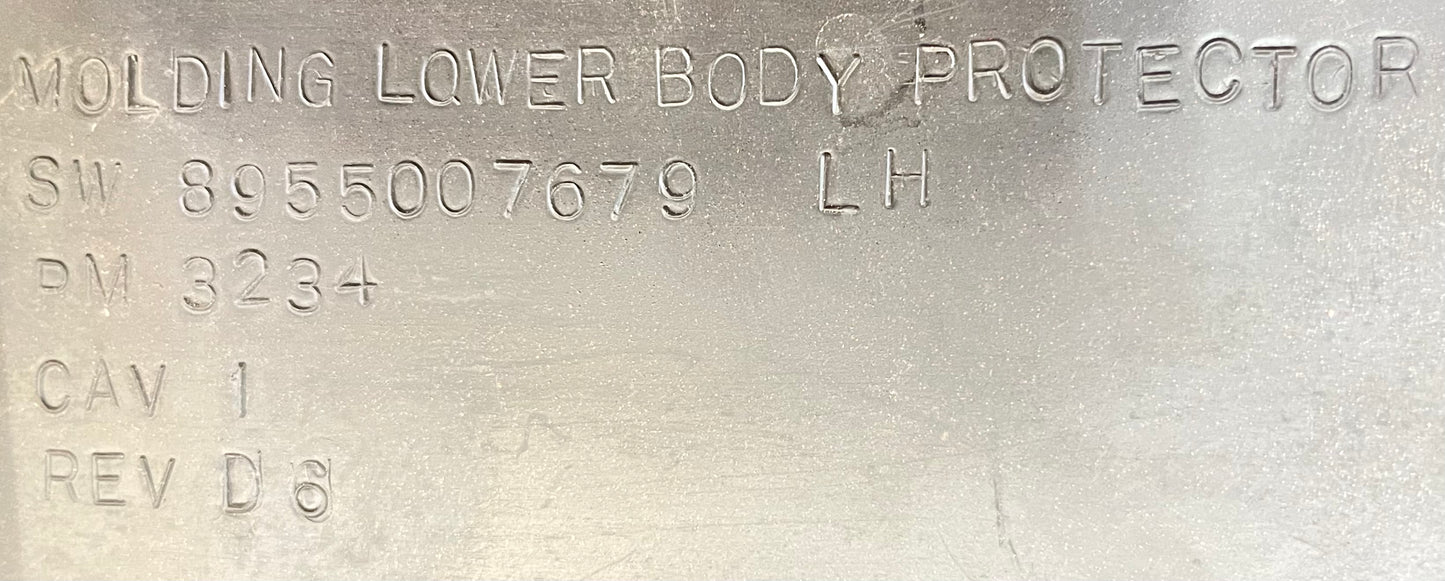 MOLDING LOWER BODY PROTECTOR
SW 8955007679 LH
PM 3234
CAV 1
REV D